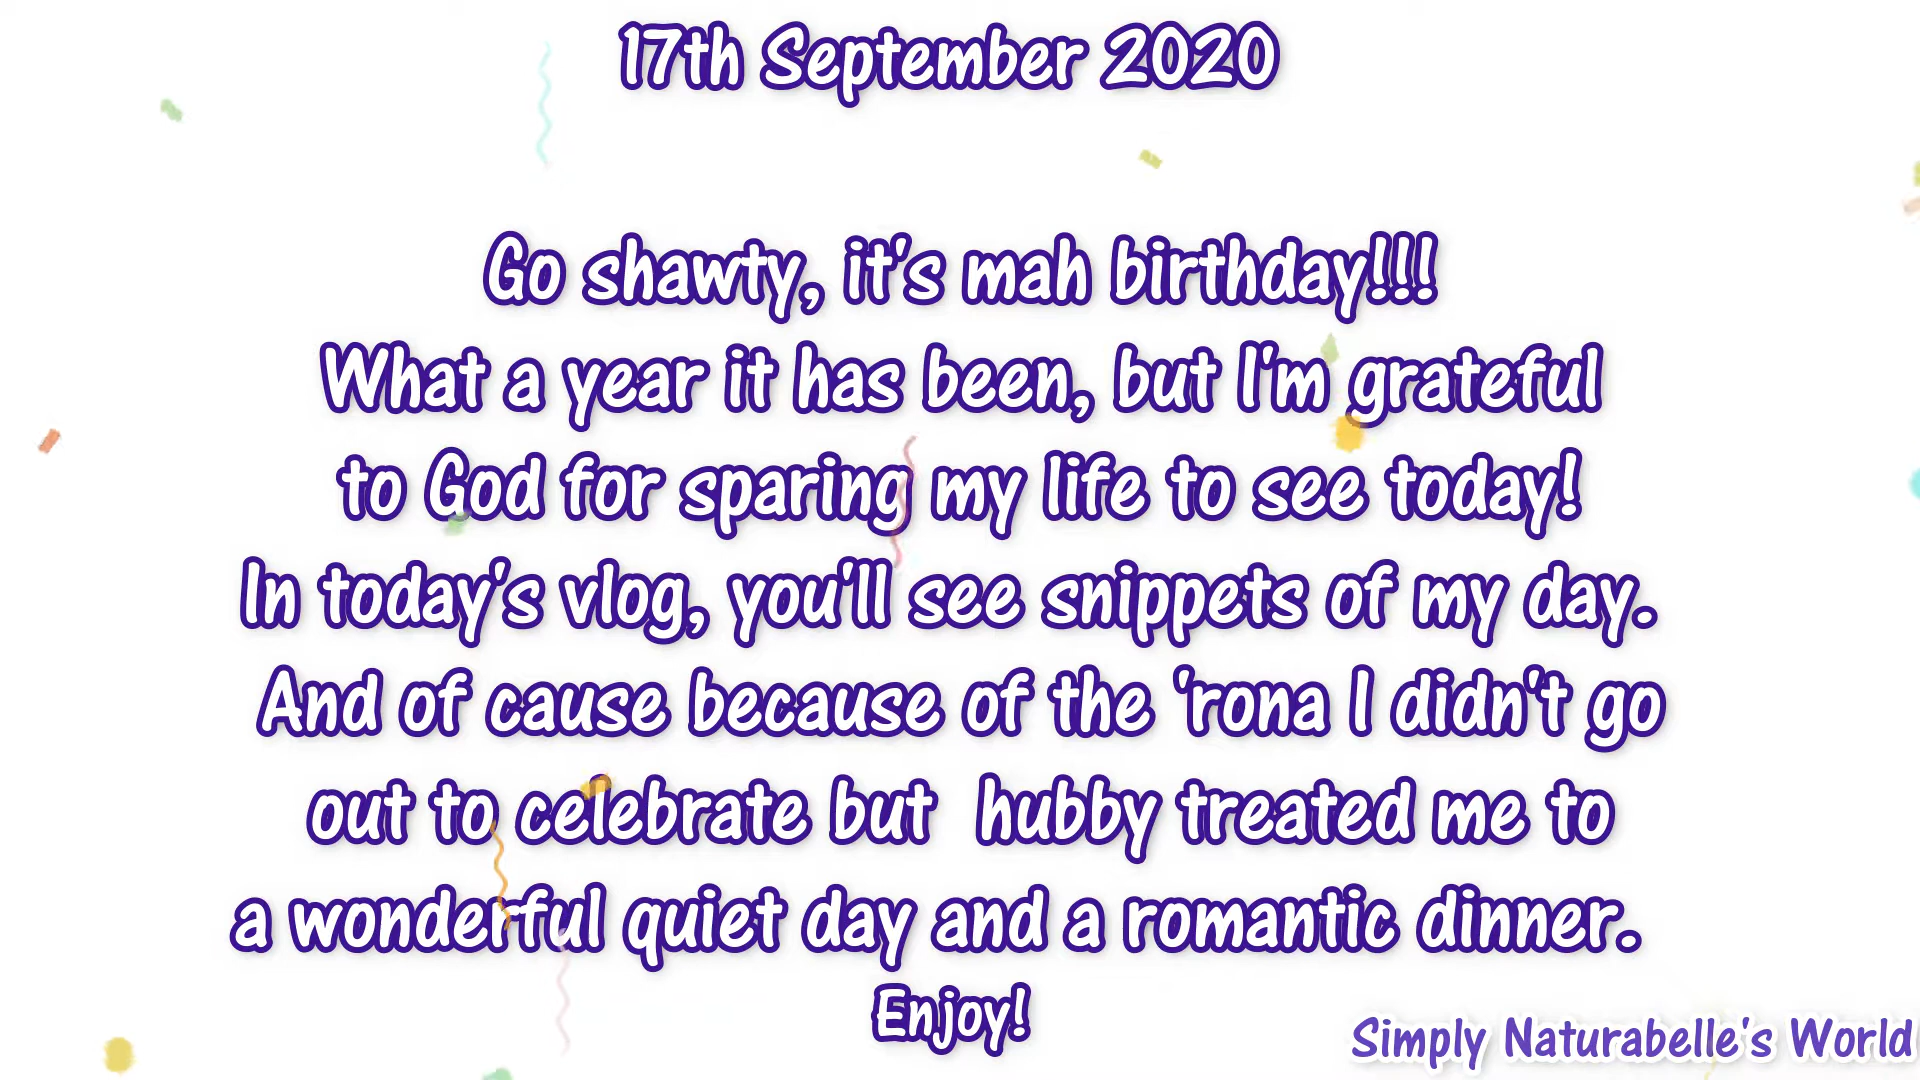 17th September 2020
Go shawty, it's mah birthday!!!
What a year it has been, but I'm grateful
to God for sparing my life to see today!
In today's vlog, you'll see snippets of my day.
And of cause because of the 'rona I didn't go
out to celebrate but  hubby treated me to
a wonderful quiet day and a romantic dinner.
Enjoy!
Simply Naturabelle's World